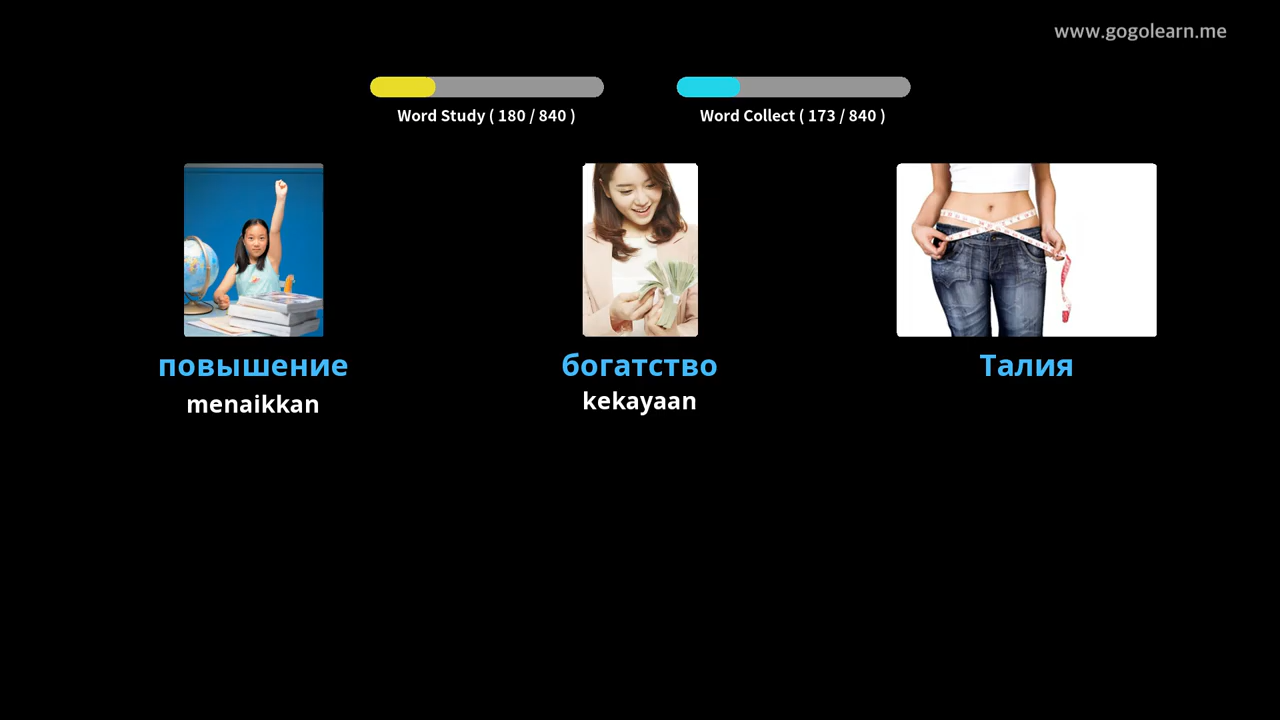 www.gogolearn.me
Word Study ( 180 / 840 )
Word Collect ( 173 / 840 )
повышение
menaikkan
богатство
kekayaan
Талия